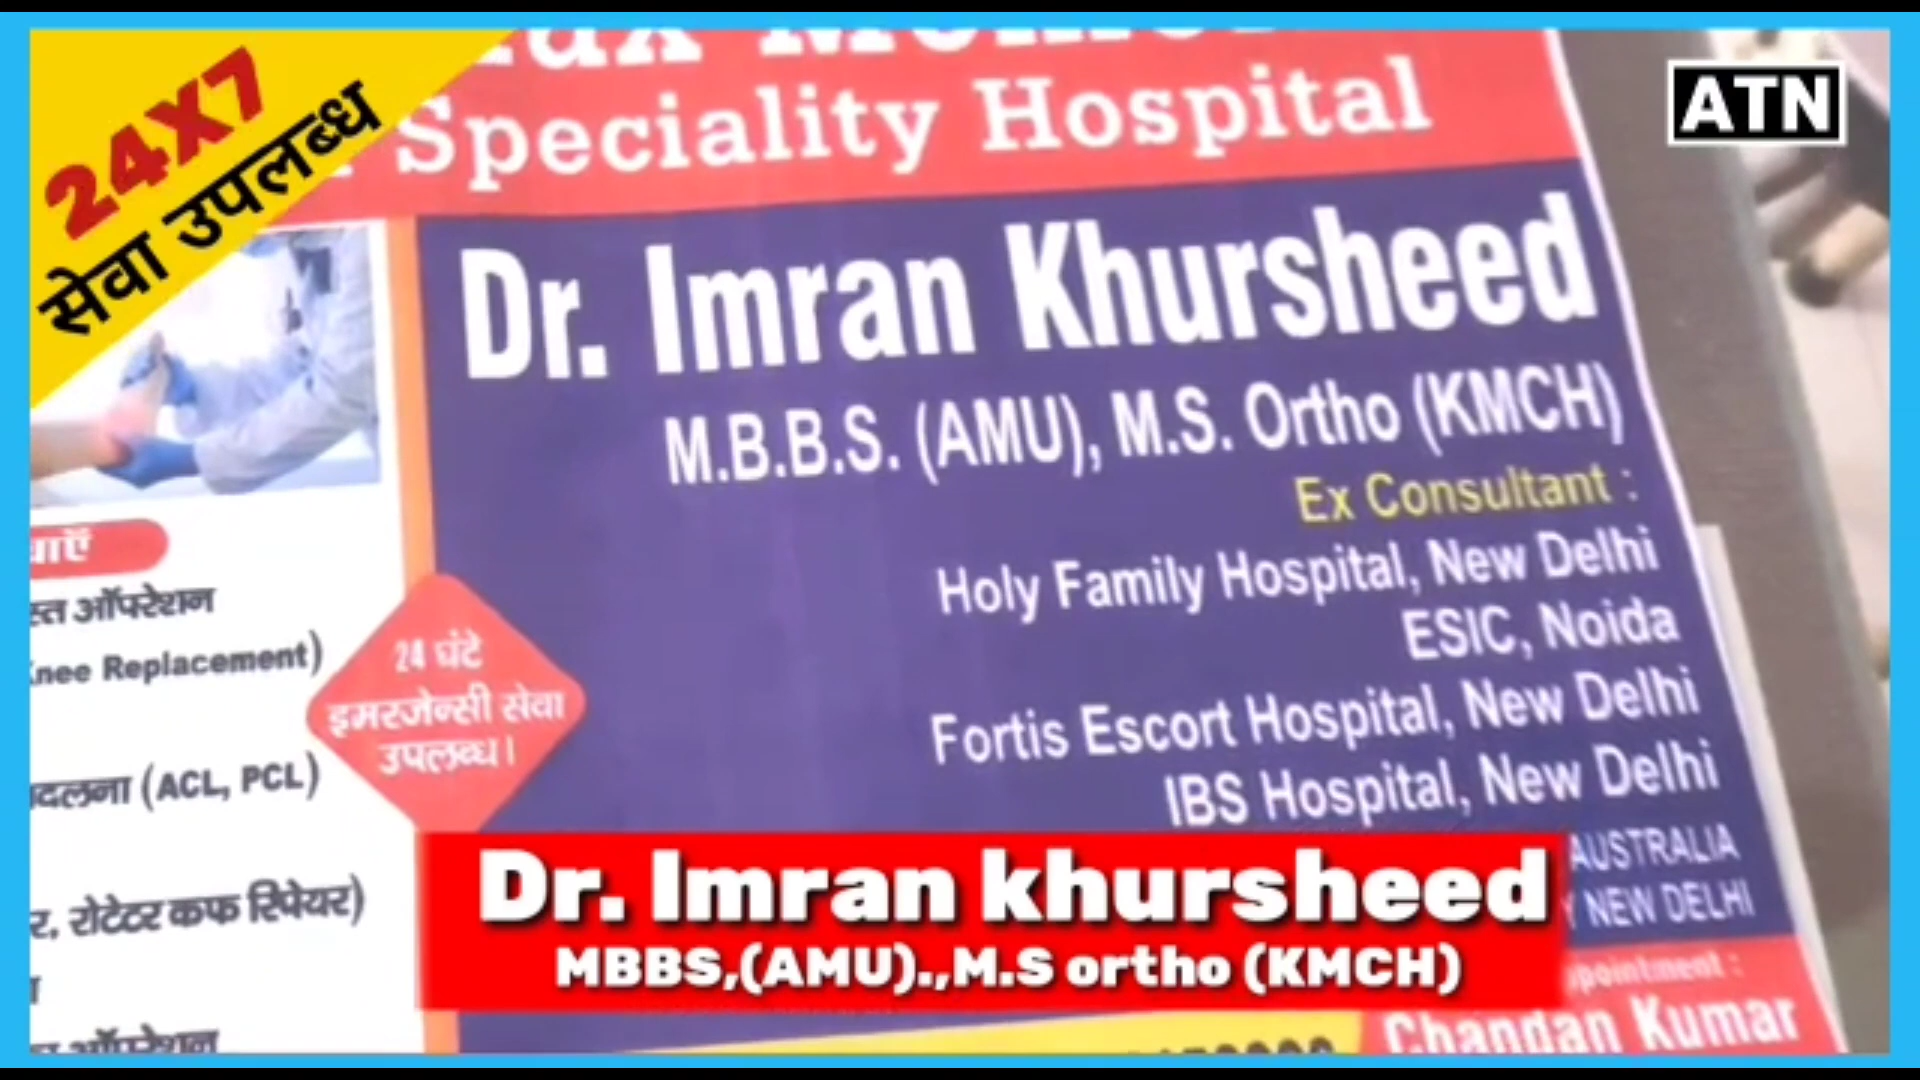 24X7
सेवा उपलब्ध
ATN
Speciality Hospital
Dr. Imran Khursheed
M.B.B.S. (AMU), M.S. Ortho (KMCH)
Ex Consultant :
Holy Family Hospital, New Delhi
ESIC, Noida
Fortis Escort Hospital, New Delhi
IBS Hospital, New Delhi
AUSTRALIA
NEW DELHI
ऑपरेशन
Replacement)
(ACL, PCL)
रोटेटर कफ रिपेयर)
ऑपरेशन
24 घंटे
इमरजेन्सी सेवा
उपलब्ध।
Dr. Imran khursheed
MBBS,(AMU).,M.S ortho (KMCH)
Chandan Kumar